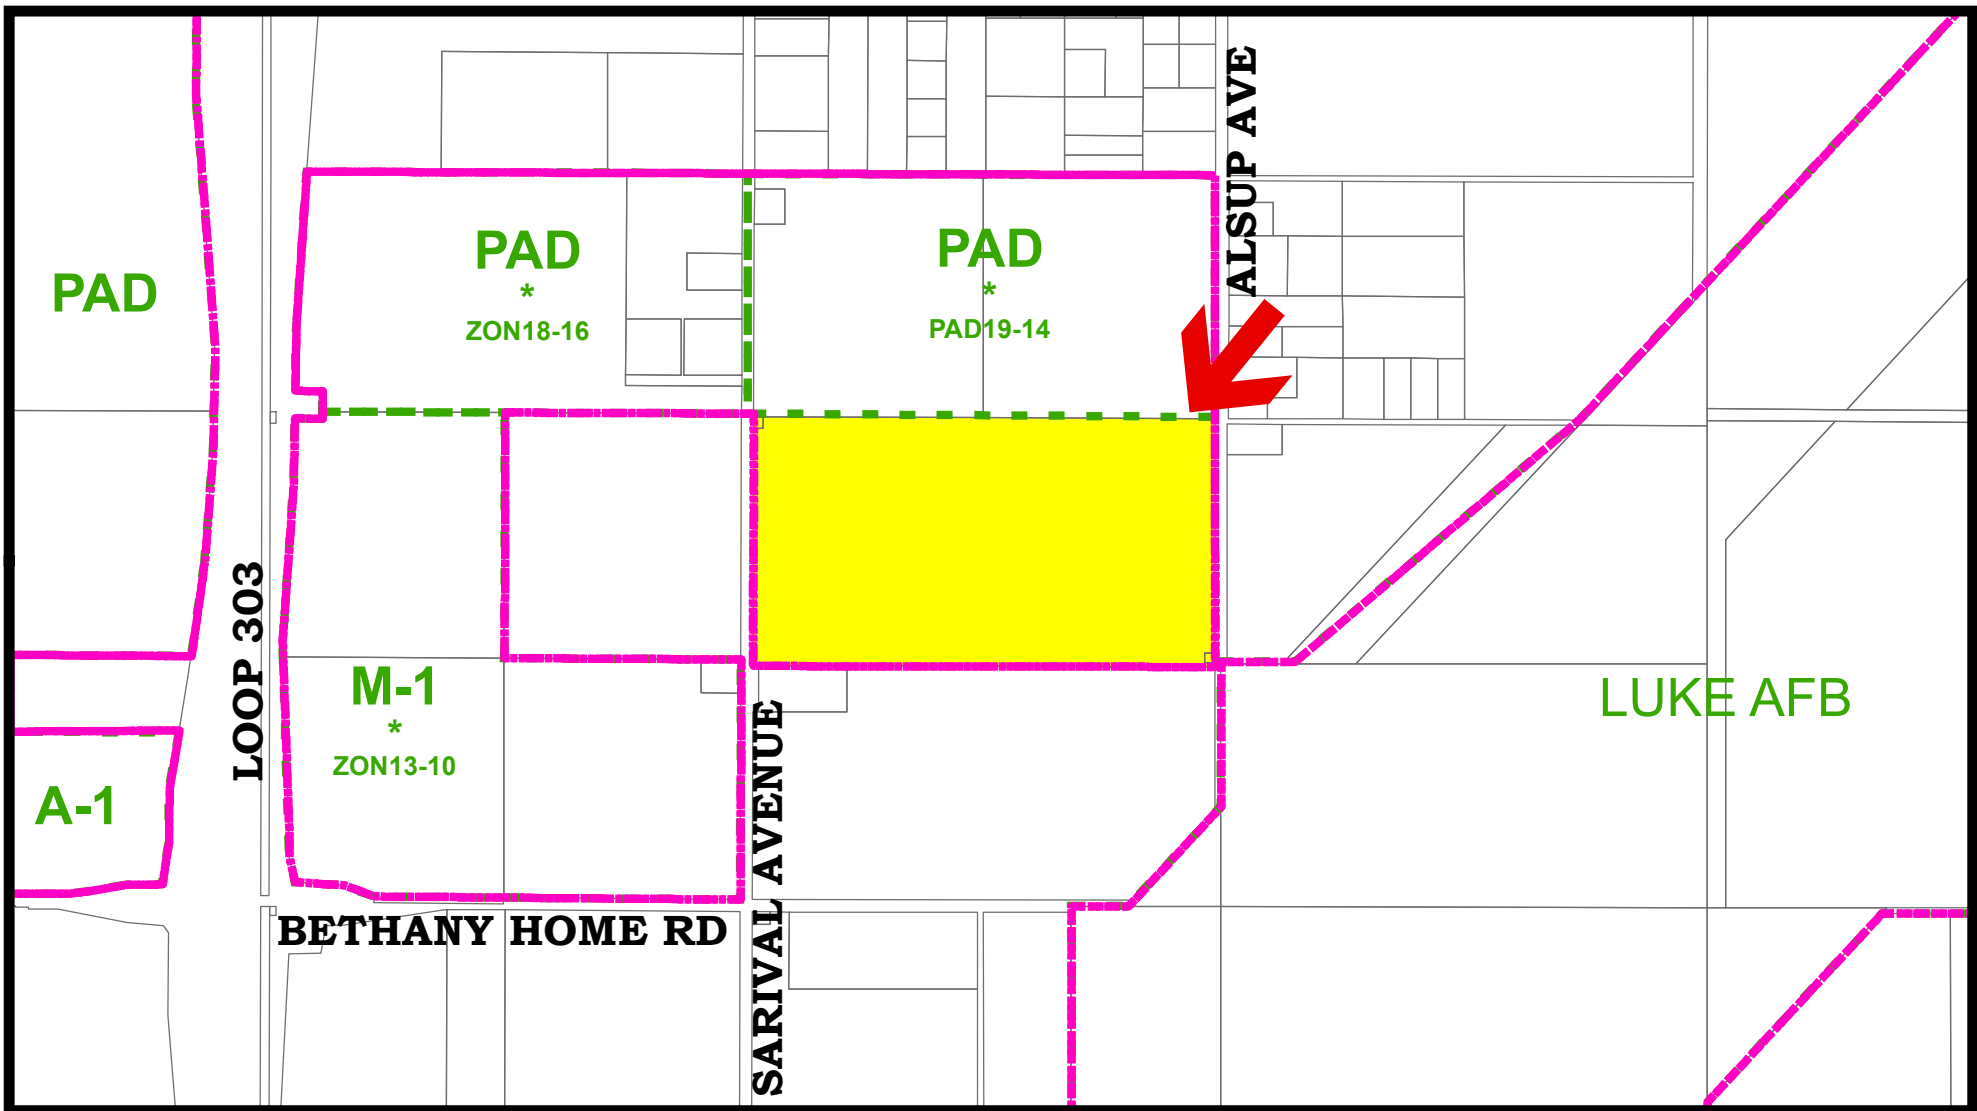 ALSUP AVE
PAD
*
ZON18-16
PAD
*
PAD19-14
PAD
LOOP 303
M-1
*
ZON13-10
LUKE AFB
A-1
SARIVAL AVENUE
BETHANY HOME RD